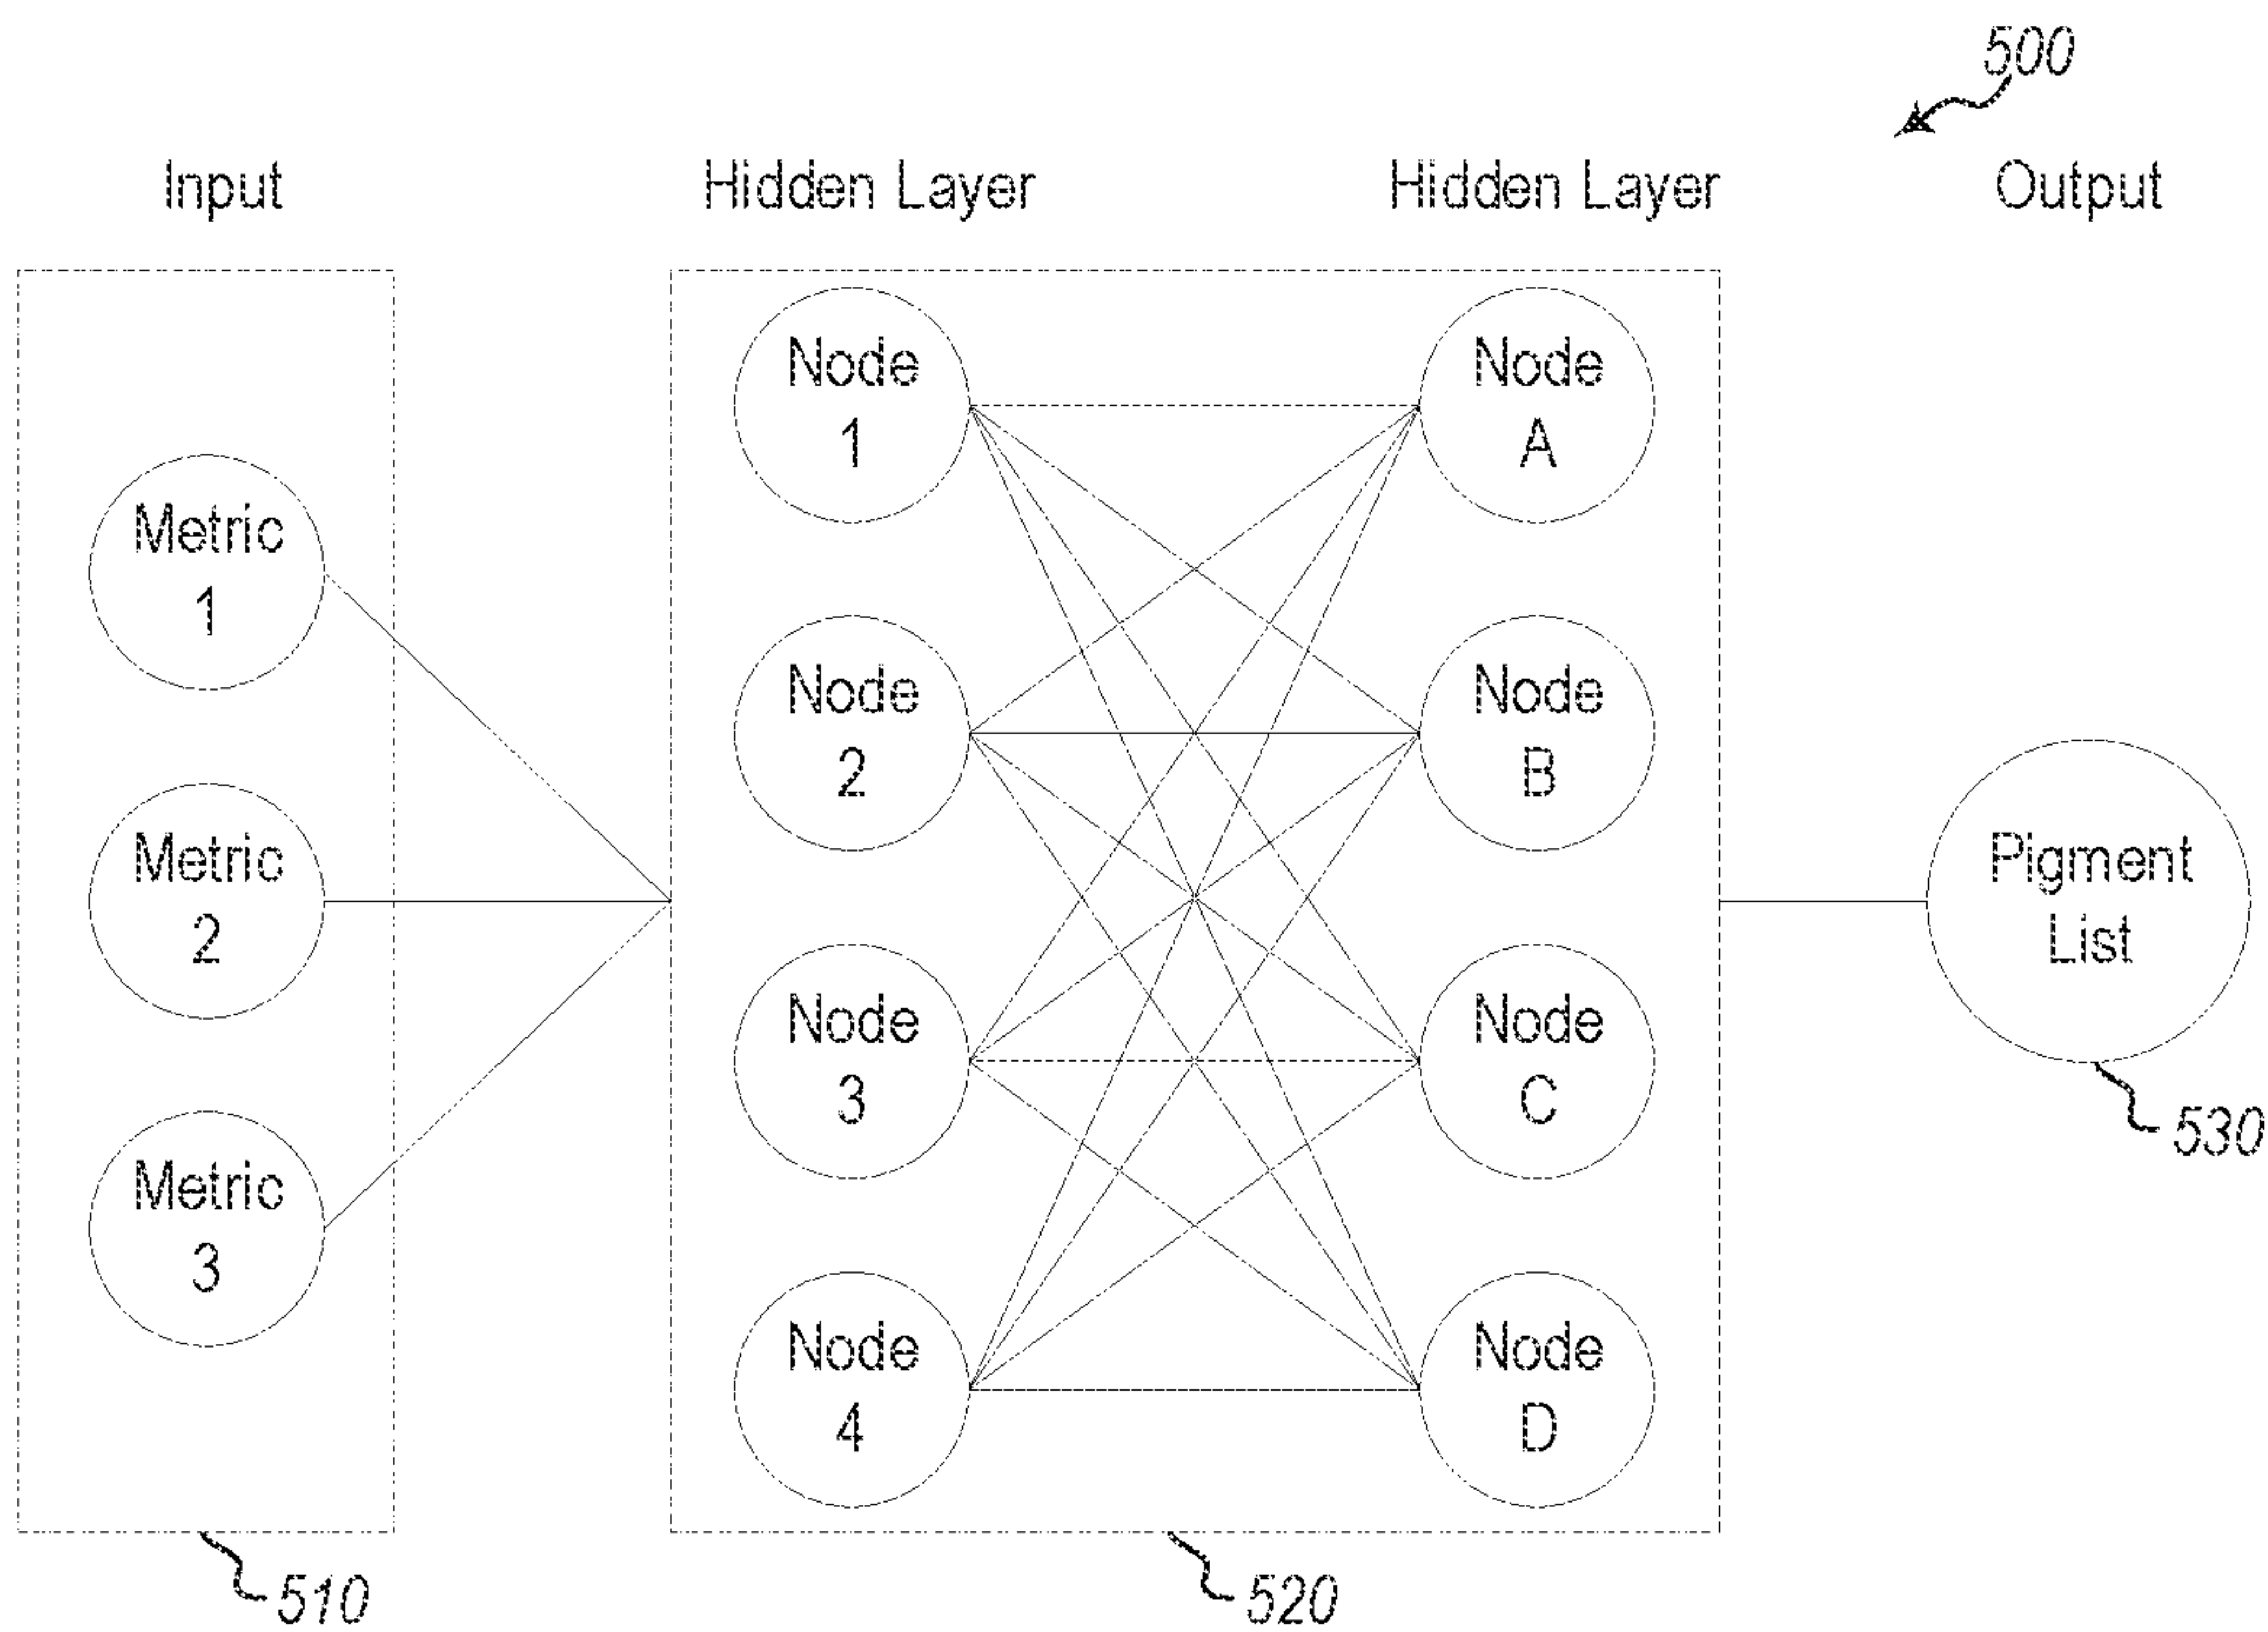 500
Input
Hidden Layer
Hidden Layer
Output
Metric
1
Metric
2
Metric
3
Node
1
Node
2
Node
3
Node
4
Node
A
Node
B
Node
C
Node
D
Pigment
List
510
520
530